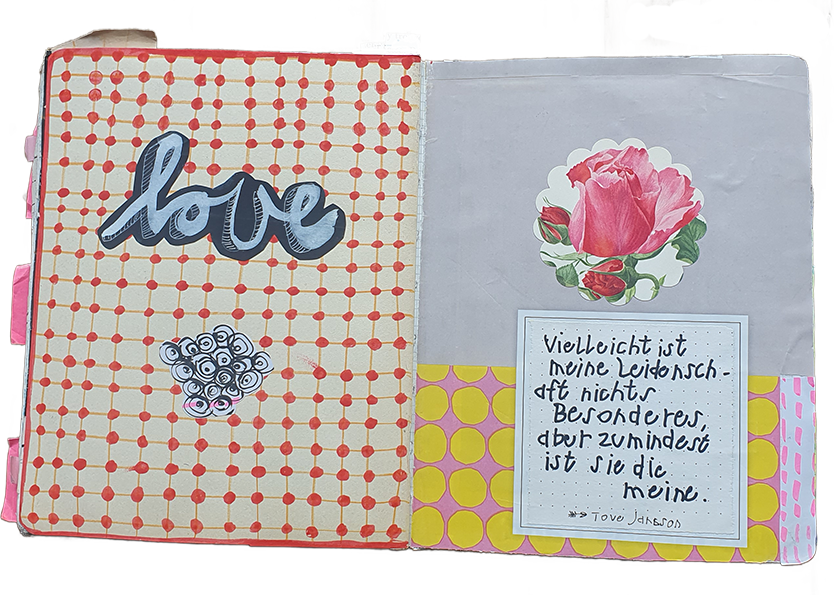 love
Vielleicht ist
meine Leidensch-
aft nichts
Besonderes,
aber zumindest
ist sie die
meine.
Tove Jansson